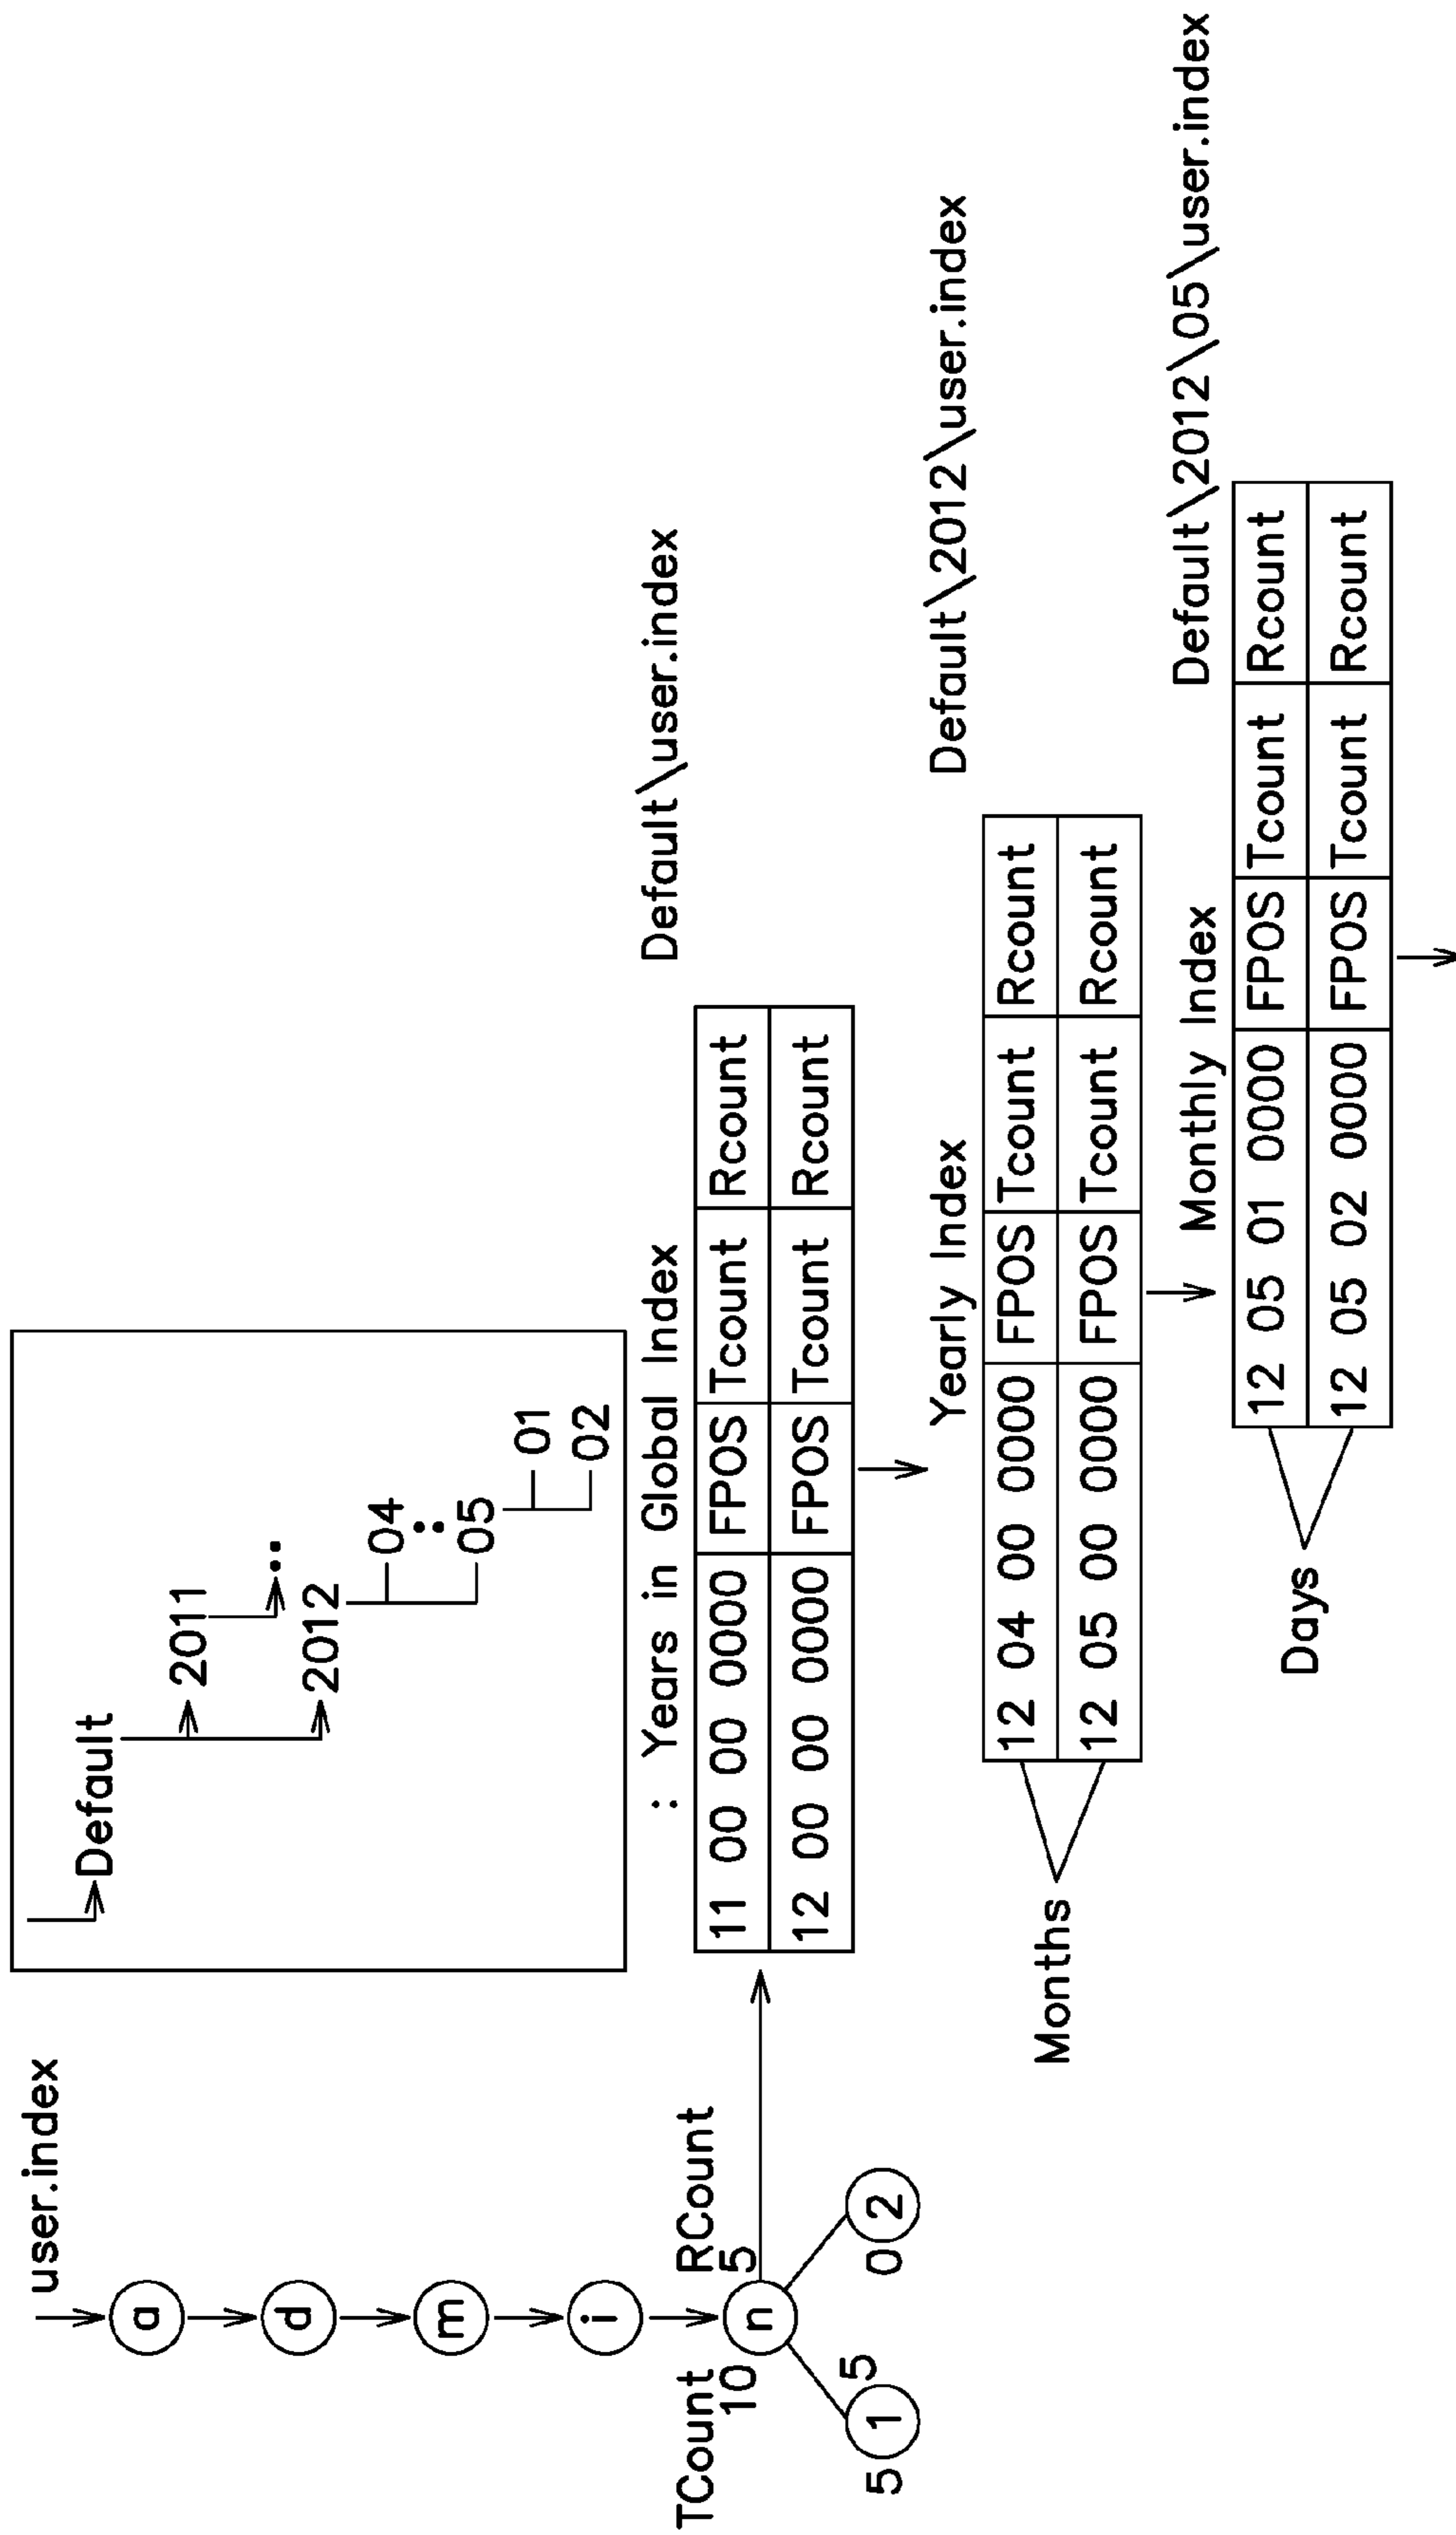 user.index
a
d
m
i
TCount RCount
10 n 5
5 1 5
0 2
Default
2011
..
2012
04
:
05
01
02
: Years in Global Index
Default\user.index
11 00 00 0000 FPOS Tcount Rcount
12 00 00 0000 FPOS Tcount Rcount
Yearly Index
Default\2012\user.index
Months
12 04 00 0000 FPOS Tcount Rcount
12 05 00 0000 FPOS Tcount Rcount
Monthly Index
Default\2012\05\user.index
Days
12 05 01 0000 FPOS Tcount Rcount
12 05 02 0000 FPOS Tcount Rcount